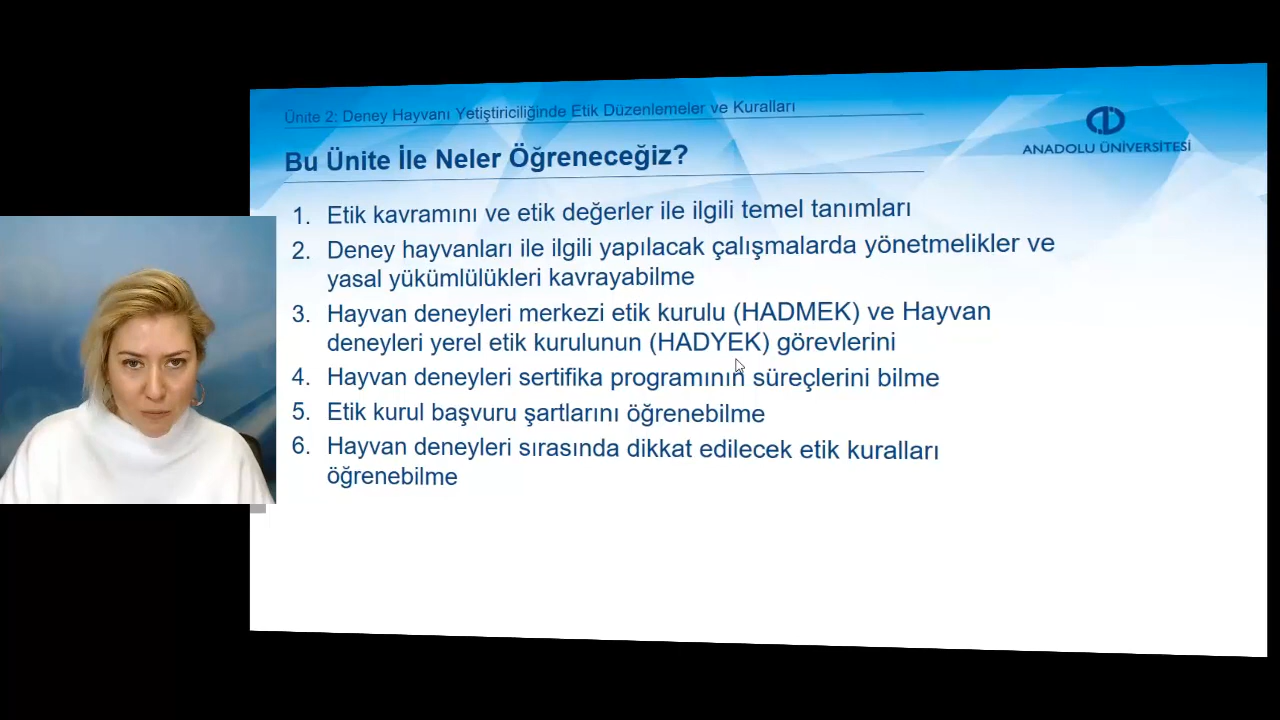 Ünite 2: Deney Hayvanı Yetiştiriciliğinde Etik Düzenlemeler ve Kuralları
ANADOLU ÜNİVERSİTESİ
Bu Ünite İle Neler Öğreneceğiz?
1. Etik kavramını ve etik değerler ile ilgili temel tanımları
2. Deney hayvanları ile ilgili yapılacak çalışmalarda yönetmelikler ve
yasal yükümlülükleri kavrayabilme
3. Hayvan deneyleri merkezi etik kurulu (HADMEK) ve Hayvan
deneyleri yerel etik kurulunun (HADYEK) görevlerini
4. Hayvan deneyleri sertifika programının süreçlerini bilme
5. Etik kurul başvuru şartlarını öğrenebilme
6. Hayvan deneyleri sırasında dikkat edilecek etik kuralları
öğrenebilme